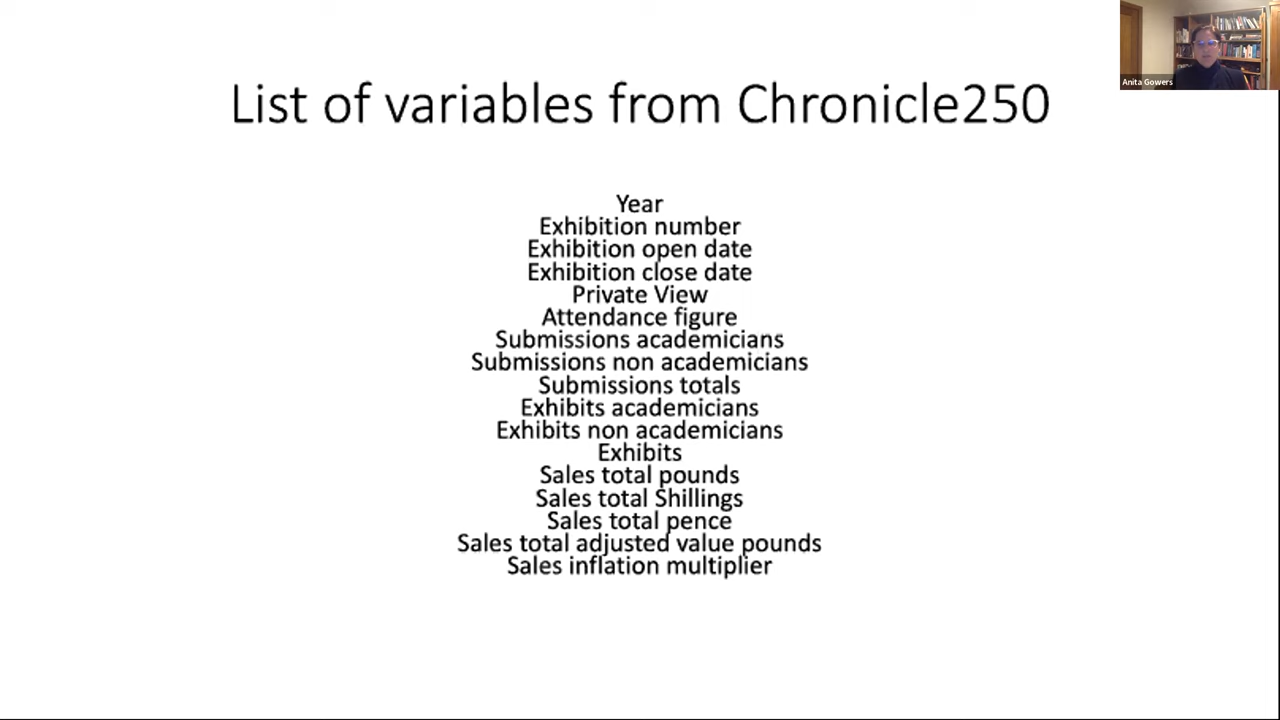 List of variables from Chronicle250
Anita Gowers
Year
Exhibition number
Exhibition open date
Exhibition close date
Private View
Attendance figure
Submissions academicians
Submissions non academicians
Submissions totals
Exhibits academicians
Exhibits non academicians
Exhibits
Sales total pounds
Sales total Shillings
Sales total pence
Sales total adjusted value pounds
Sales inflation multiplier